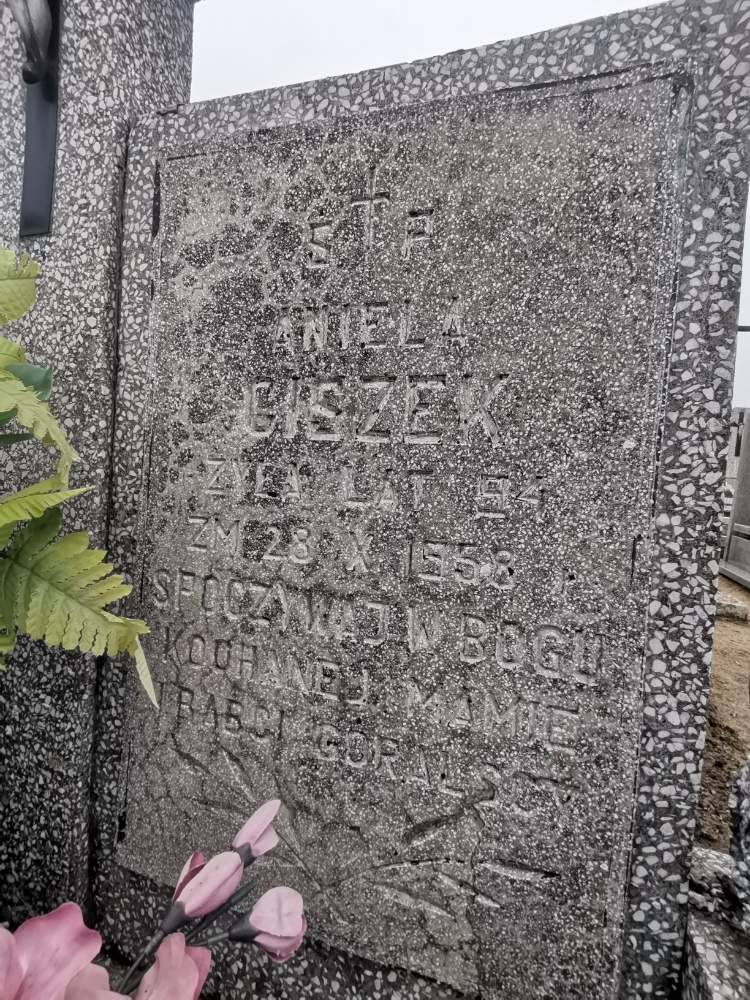 S † P
ANIELA
CISZEK
ŻYŁA LAT 94
ZM 28 X 1958
SPOCZYWAJ W BOGU
KOCHANEJ MAMIE
I BABCI GÓRALSCY